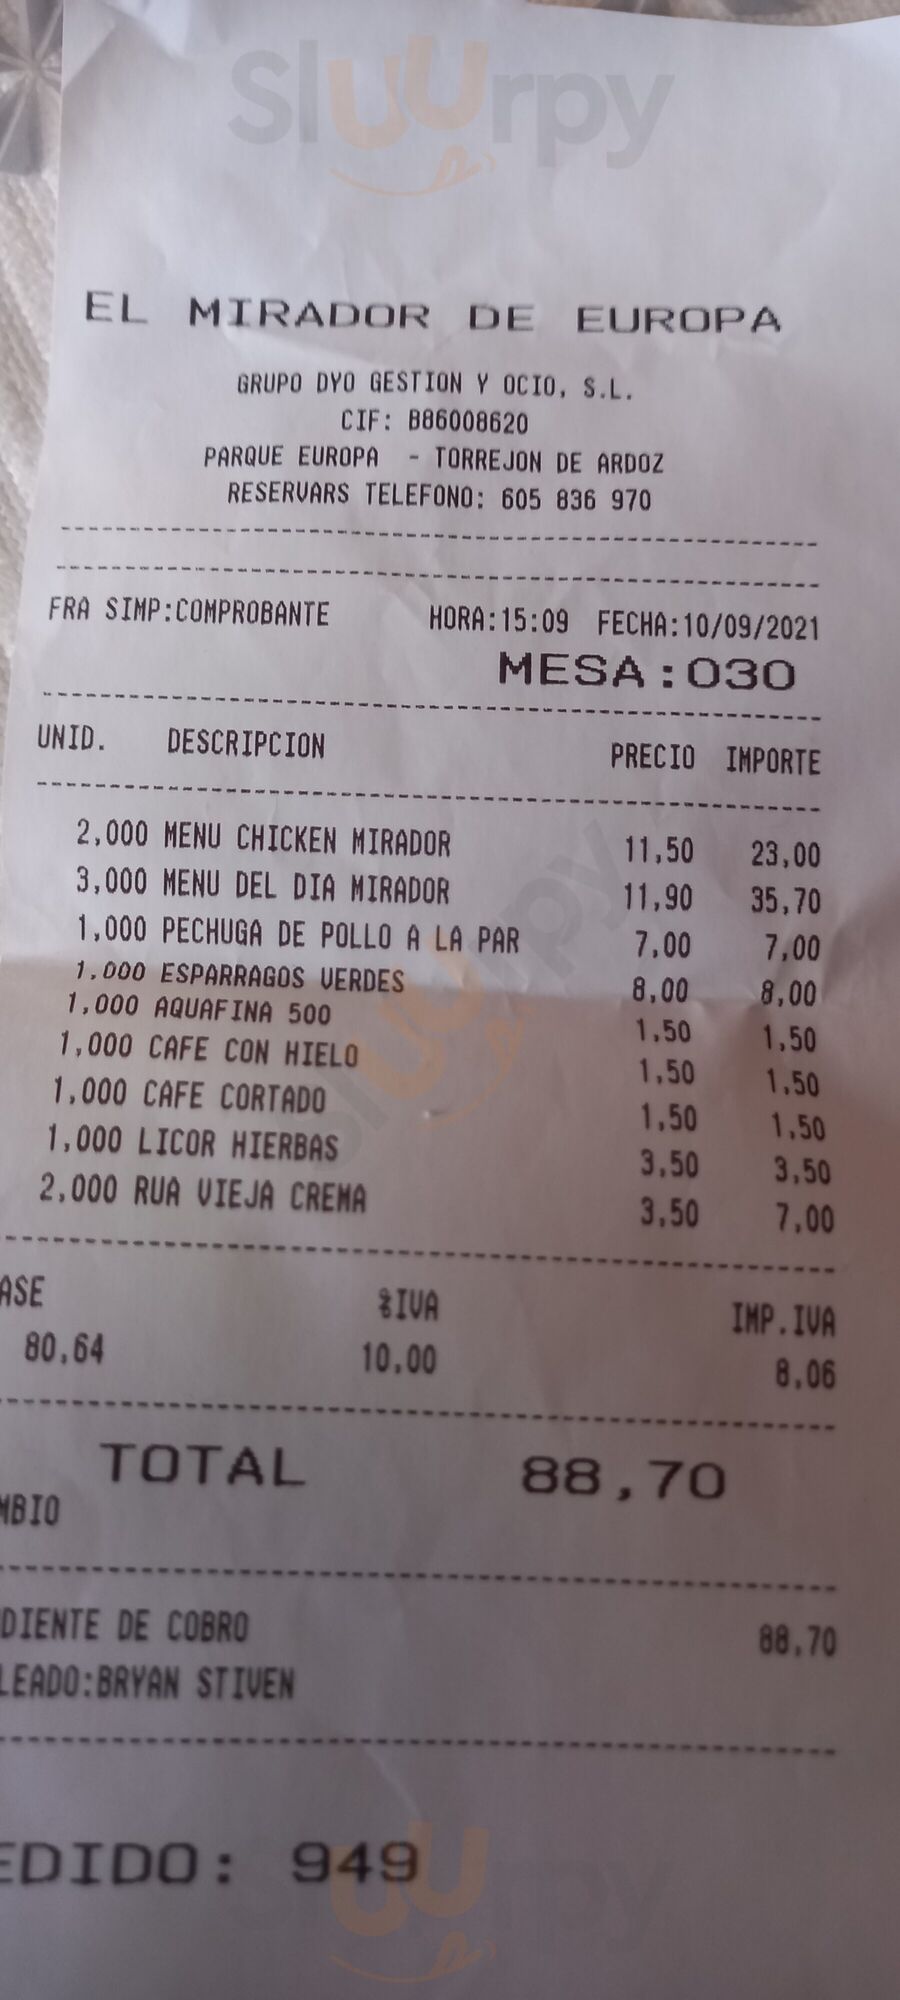 Sluurpy
EL MIRADOR DE EUROPA
GRUPO DYO GESTION Y OCIO, S.L.
CIF: B86008620
PARQUE EUROPA - TORREJON DE ARDOZ
RESERVARS TELEFONO: 605 836 970
FRA SIMP:COMPROBANTE HORA:15:09 FECHA:10/09/2021
MESA:030
UNID. DESCRIPCION PRECIO IMPORTE
2,000 MENU CHICKEN MIRADOR 11,50 23,00
3,000 MENU DEL DIA MIRADOR 11,90 35,70
1,000 PECHUGA DE POLLO A LA PAR 7,00 7,00
1,000 ESPARRAGOS VERDES 8,00 8,00
1,000 AQUAFINA 500 1,50 1,50
1,000 CAFE CON HIELO 1,50 1,50
1,000 CAFE CORTADO 1,50 1,50
1,000 LICOR HIERBAS 3,50 3,50
2,000 RUA VIEJA CREMA 3,50 7,00
ASE %IVA IMP.IVA
80,64 10,00 8,06
TOTAL 88,70
MBIO
DIENTE DE COBRO 88,70
LEADO:BRYAN STIVEN
EDIDO: 949
Sluurpy
Sluurpy